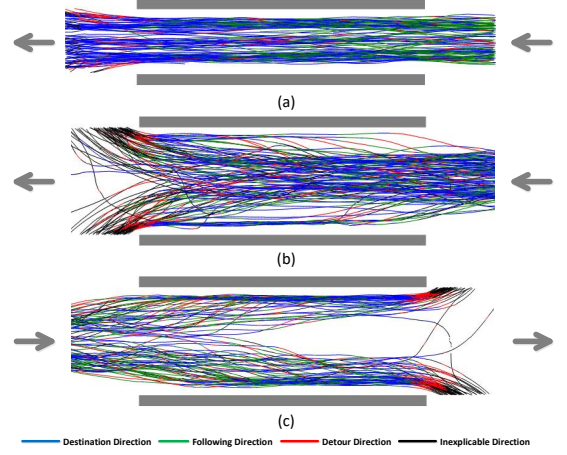 (a)
(b)
(c)
Destination Direction Following Direction Detour Direction Inexplicable Direction